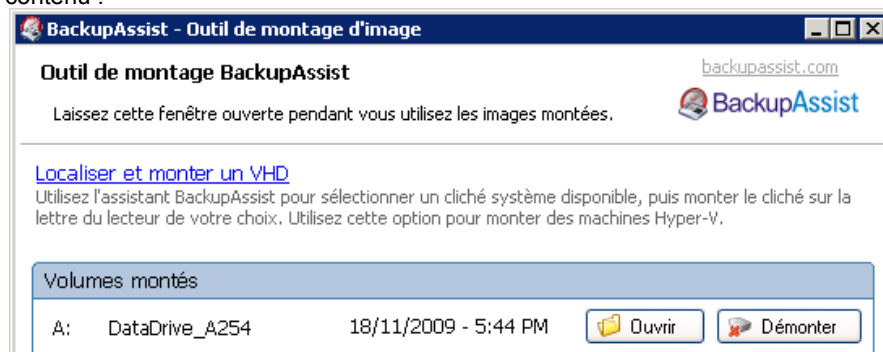 contenu :
BackupAssist - Outil de montage d'image
Outil de montage BackupAssist
backupassist.com
Laissez cette fenêtre ouverte pendant vous utilisez les images montées.
BackupAssist
Localiser et monter un VHD
Utilisez l'assistant BackupAssist pour sélectionner un cliché système disponible, puis monter le cliché sur la
lettre du lecteur de votre choix. Utilisez cette option pour monter des machines Hyper-V.
Volumes montés
A: DataDrive_A254 18/11/2009 - 5:44 PM Ouvrir Démonter